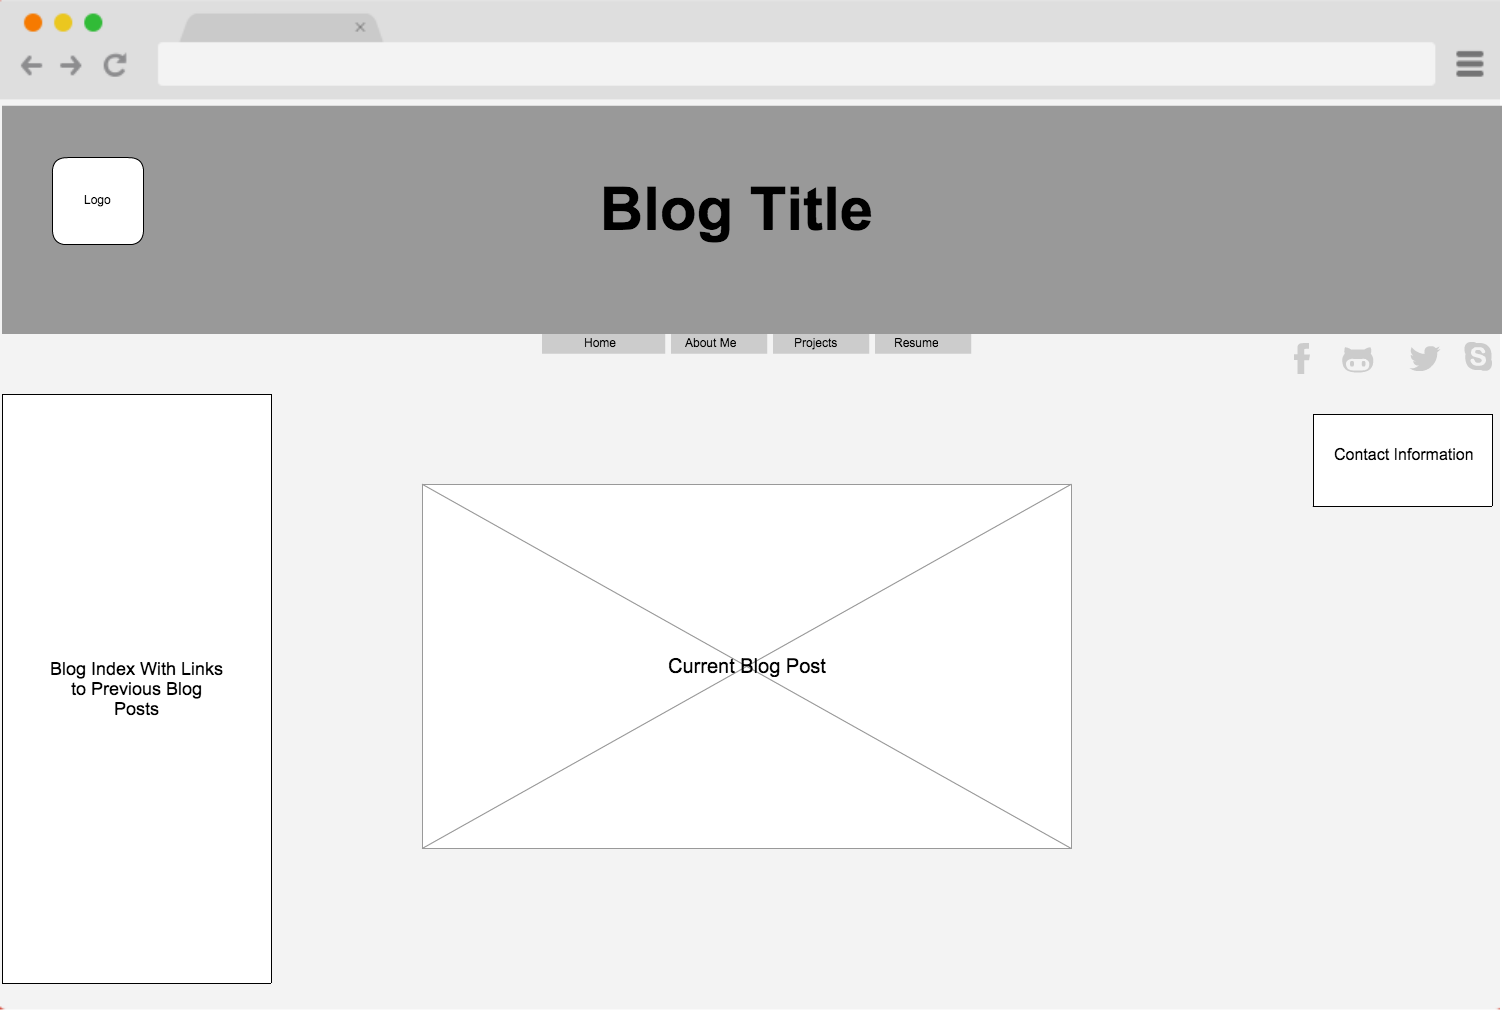 Logo
Blog Title
Home
About Me
Projects
Resume
Contact Information
Blog Index With Links
to Previous Blog
Posts
Current Blog Post